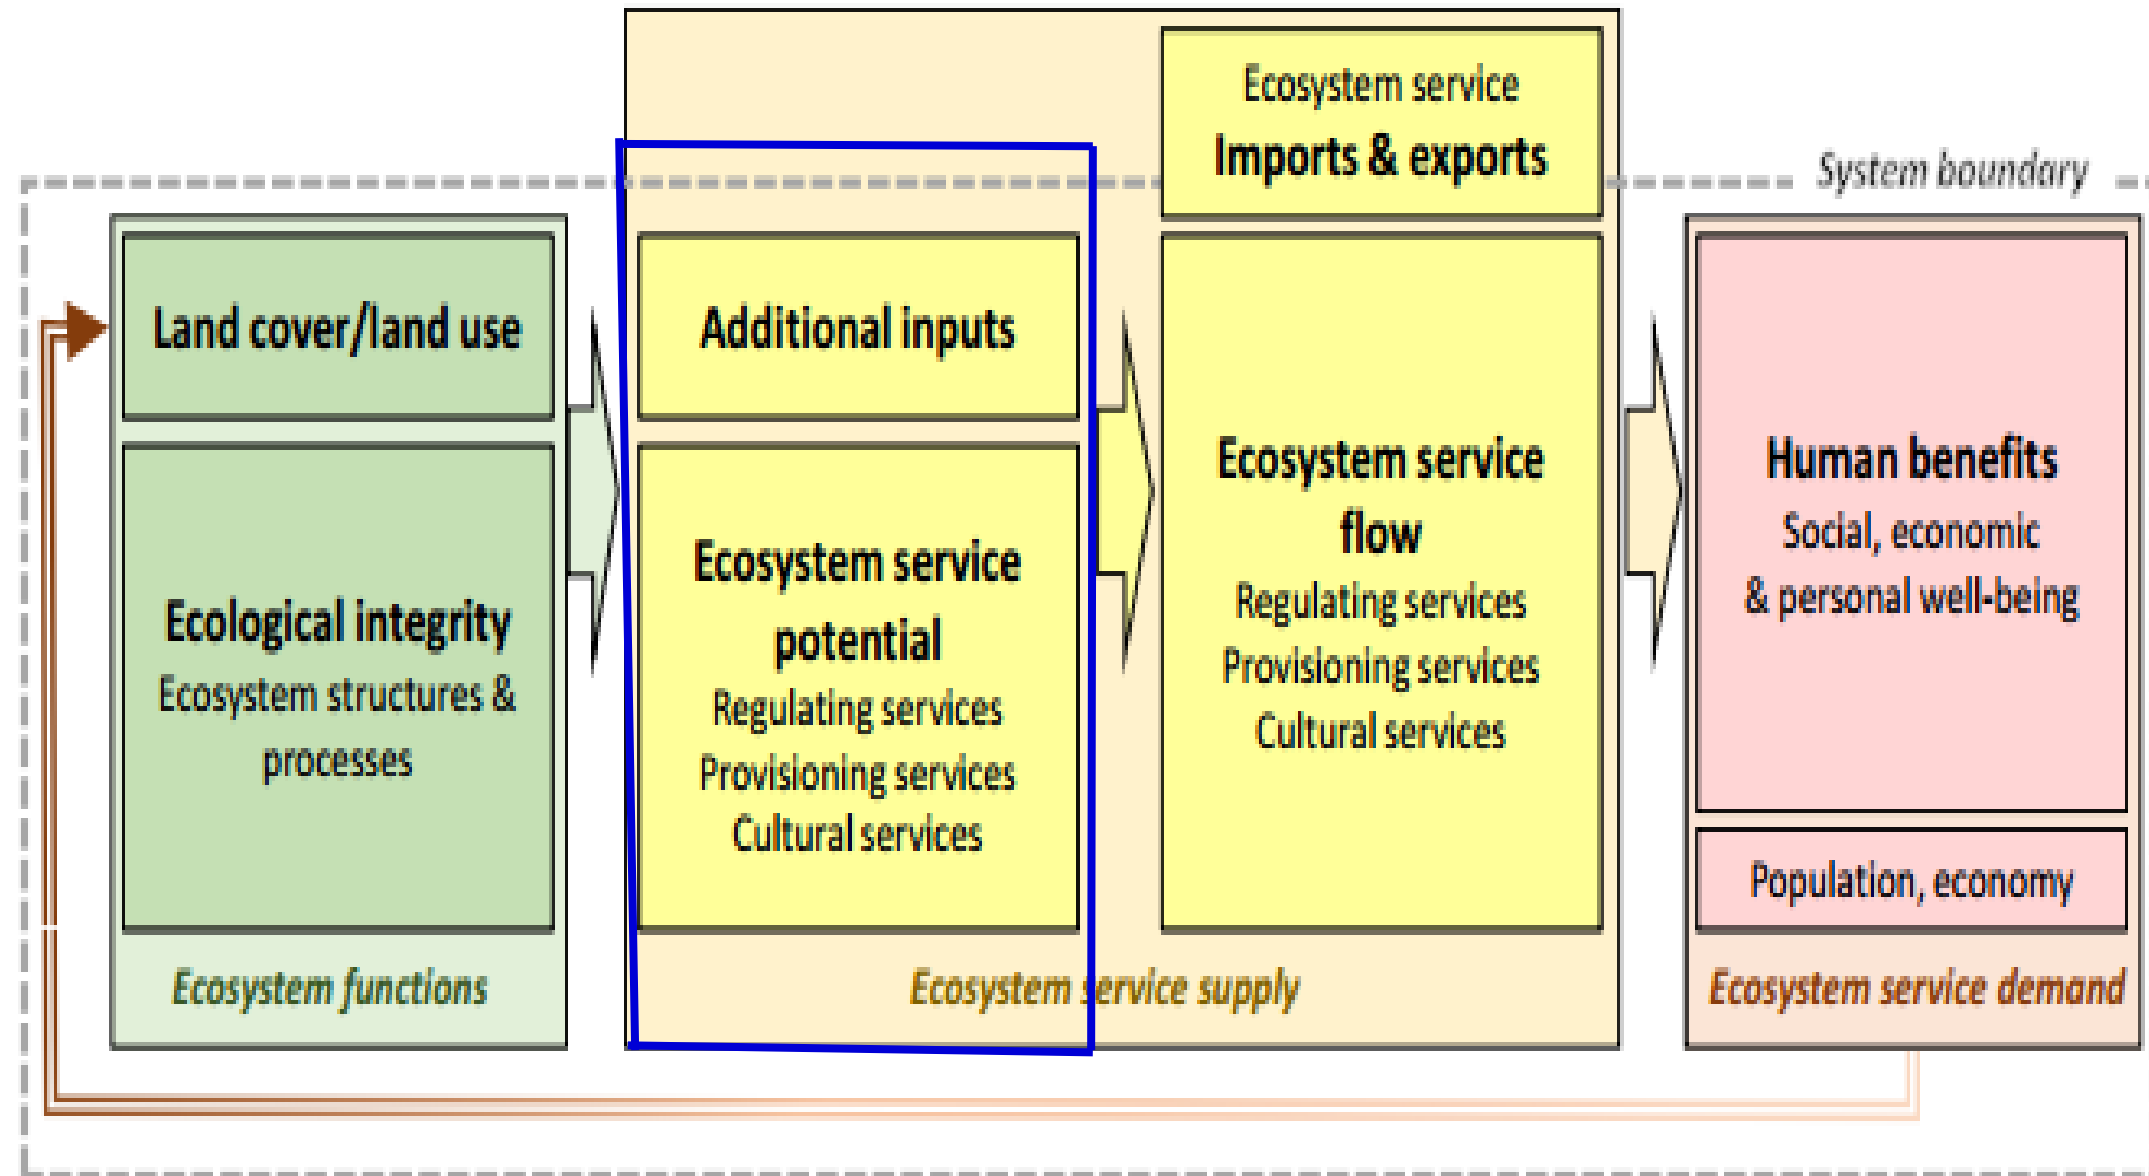 Ecosystem service
Imports & exports
System boundary
Land cover/land use
Ecological integrity
Ecosystem structures &
processes
Ecosystem functions
Additional inputs
Ecosystem service
potential
Regulating services
Provisioning services
Cultural services
Ecosystem service
flow
Regulating services
Provisioning services
Cultural services
Ecosystem service supply
Human benefits
Social, economic
& personal well-being
Population, economy
Ecosystem service demand